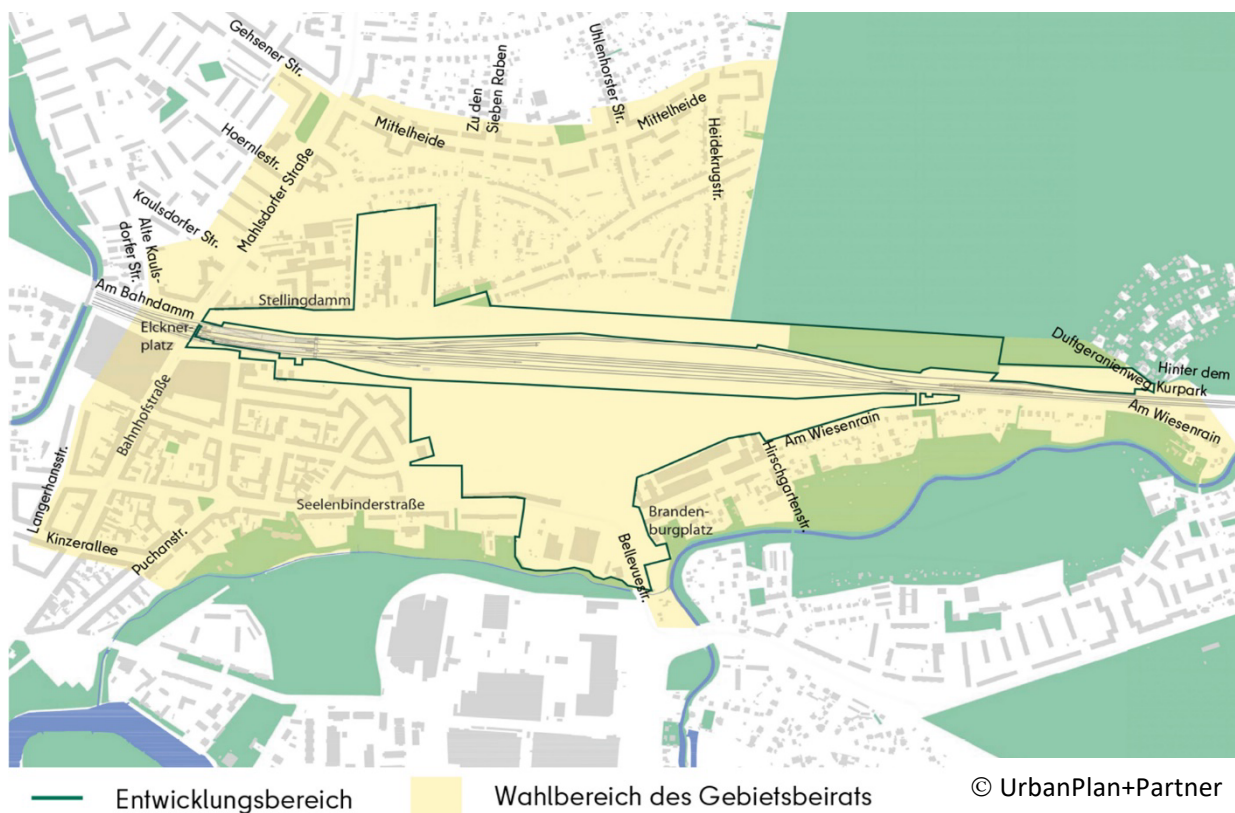 Gehsener Str.
Hoernlestr.
Mahlsdorfer Straße
Mittelheide
Zu den
Sieben Raben
Uhlenhorster Str.
Mittelheide
Heidekrugstr.
Kaulsdorfer Str.
Alte Kauls-
dorfer Str.
Am Bahndamm
Stellingdamm
Elckner-
platz
Bahnhofstraße
Duftgeranienweg
Hinter dem
Kurpark
Am Wiesenrain
Am Wiesenrain
Hirschgartenstr.
Seelenbinderstraße
Branden-
burgplatz
Bellevuestr.
Langerhansstr.
Kinzerallee
Puchanstr.
Entwicklungsbereich
Wahlbereich des Gebietsbeirats
© UrbanPlan+Partner